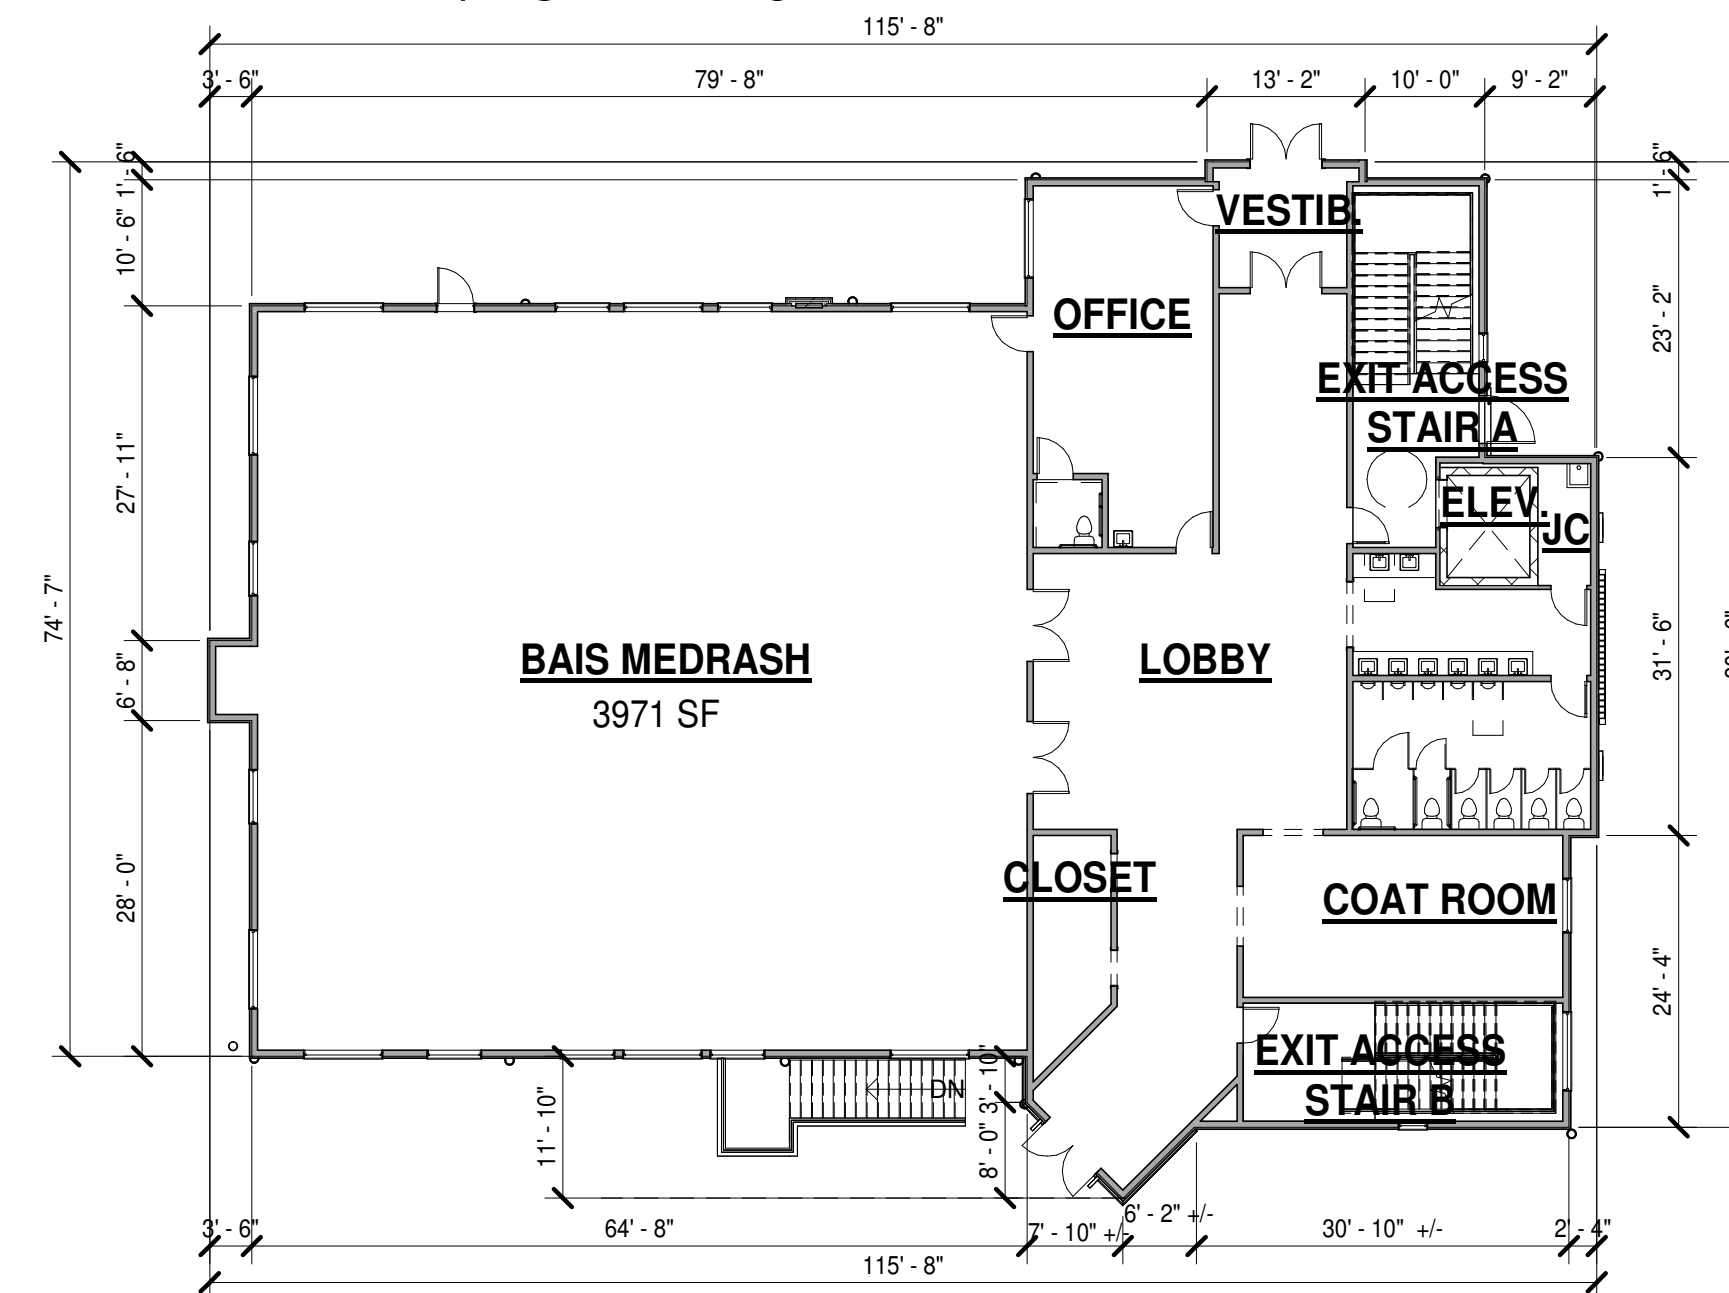 115' - 8"
3' - 6"
79' - 8"
13' - 2"
10' - 0"
9' - 2"
1' - 6"
1' - 6"
10' - 6"
VESTIB.
OFFICE
23' - 2"
EXIT ACCESS
STAIR A
27' - 11"
ELEV.
JC
74' - 7"
BAIS MEDRASH
3971 SF
LOBBY
6' - 8"
31' - 6"
28' - 0"
CLOSET
COAT ROOM
24' - 4"
EXIT ACCESS
STAIR B
DN
3' - 10"
11' - 10"
8' - 0"
3' - 6"
64' - 8"
7' - 10" +/-
6' - 2" +/-
30' - 10" +/-
2' - 4"
115' - 8"